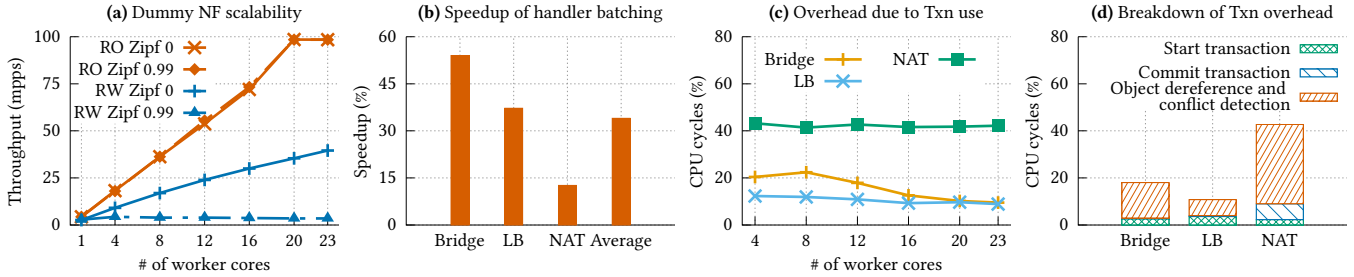 (a) Dummy NF scalability
100
75
50
25
0
Throughput (mpps)
RO Zipf 0
RO Zipf 0.99
RW Zipf 0
RW Zipf 0.99
1 4 8 12 16 20 23
# of worker cores
(b) Speedup of handler batching
60
45
30
15
0
Speedup (%)
Bridge LB NAT Average
(c) Overhead due to Txn use
80
60
40
20
0
CPU cycles (%)
Bridge NAT
LB
4 8 12 16 20 23
# of worker cores
(d) Breakdown of Txn overhead
80
60
40
20
0
CPU cycles (%)
Start transaction
Commit transaction
Object dereference and
conflict detection
Bridge LB NAT